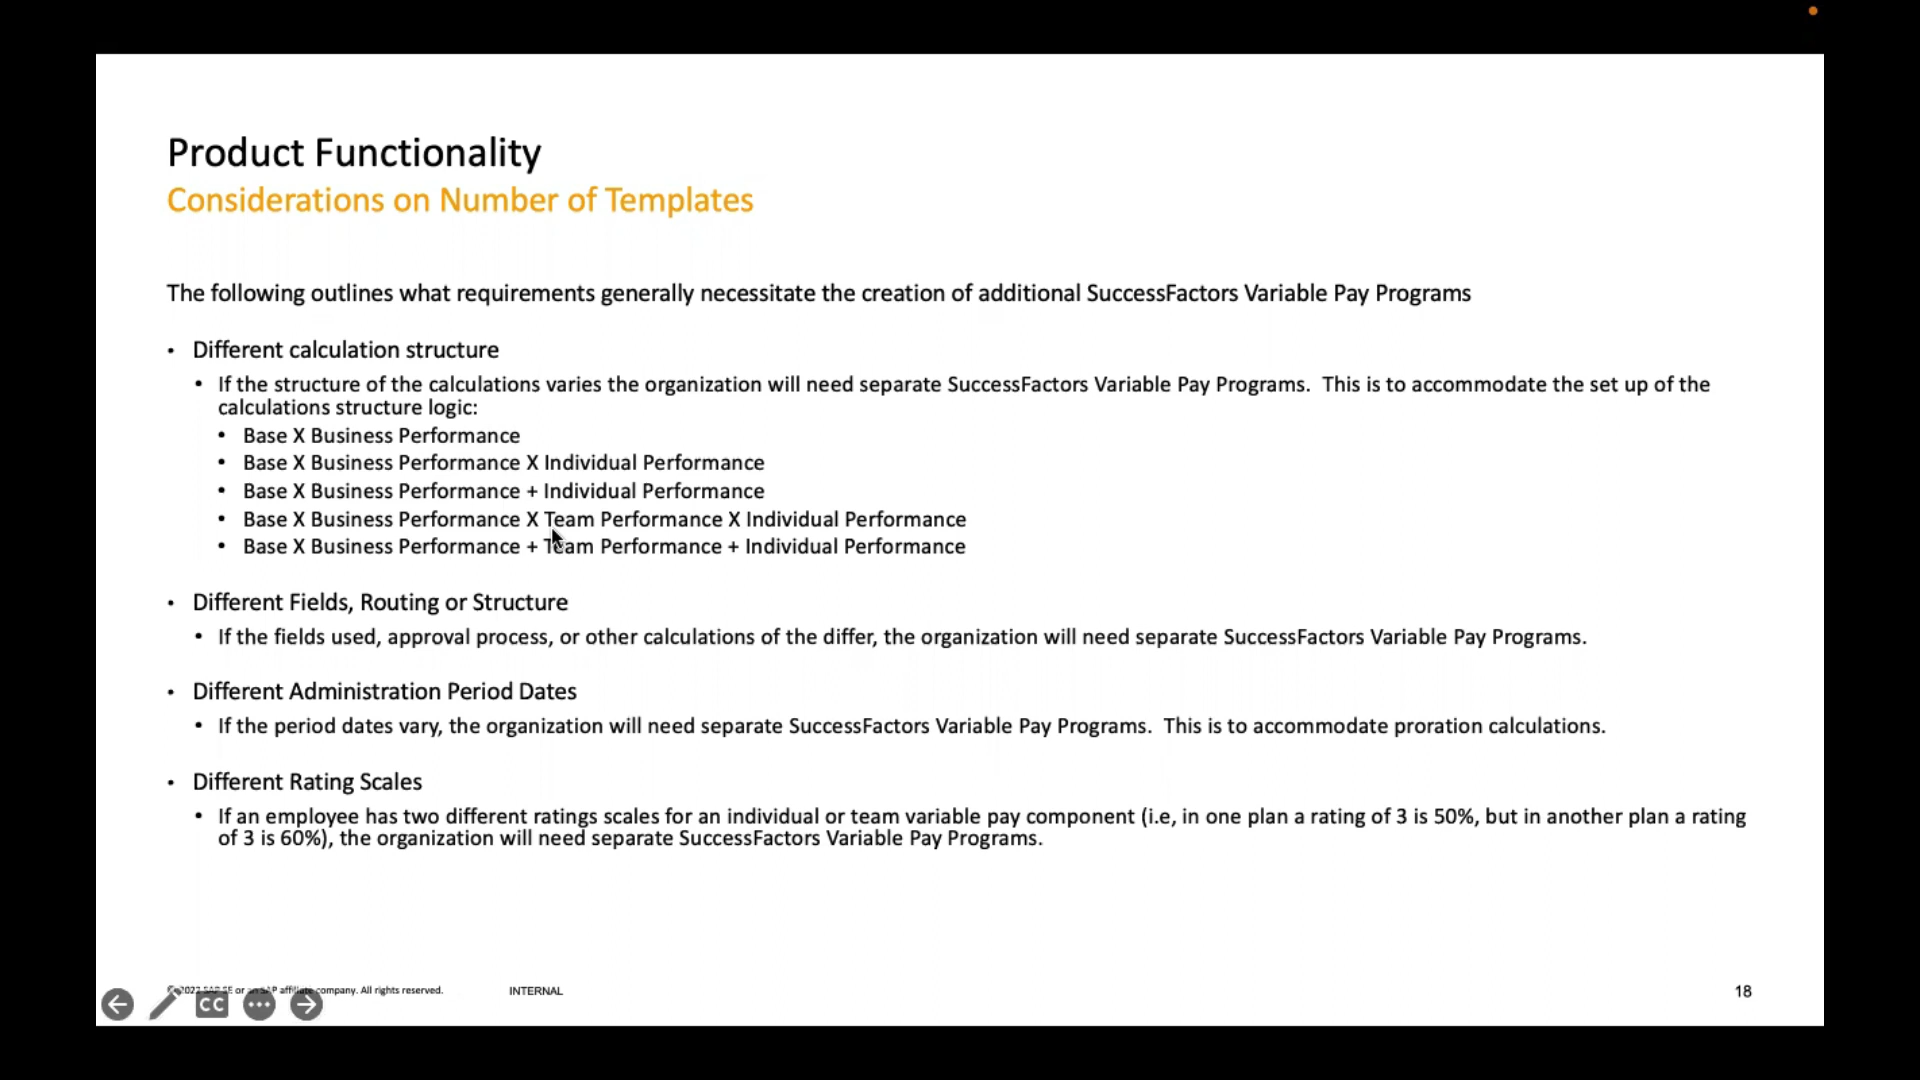 Product Functionality
Considerations on Number of Templates
The following outlines what requirements generally necessitate the creation of additional SuccessFactors Variable Pay Programs
• Different calculation structure
• If the structure of the calculations varies the organization will need separate SuccessFactors Variable Pay Programs. This is to accommodate the set up of the
calculations structure logic:
• Base X Business Performance
• Base X Business Performance X Individual Performance
• Base X Business Performance + Individual Performance
• Base X Business Performance X Team Performance X Individual Performance
• Base X Business Performance + Team Performance + Individual Performance
• Different Fields, Routing or Structure
• If the fields used, approval process, or other calculations of the differ, the organization will need separate SuccessFactors Variable Pay Programs.
• Different Administration Period Dates
• If the period dates vary, the organization will need separate SuccessFactors Variable Pay Programs. This is to accommodate proration calculations.
• Different Rating Scales
• If an employee has two different ratings scales for an individual or team variable pay component (i.e, in one plan a rating of 3 is 50%, but in another plan a rating
of 3 is 60%), the organization will need separate SuccessFactors Variable Pay Programs.
SE or an SAP affiliate company. All rights reserved.
INTERNAL
18
CC